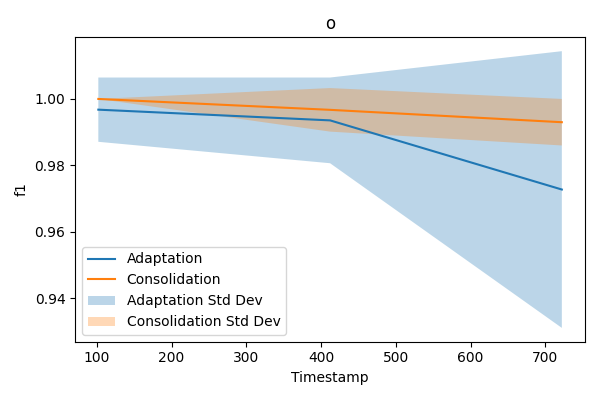 o
f1
1.00
0.98
0.96
0.94
Adaptation
Consolidation
Adaptation Std Dev
Consolidation Std Dev
100 200 300 400 500 600 700
Timestamp